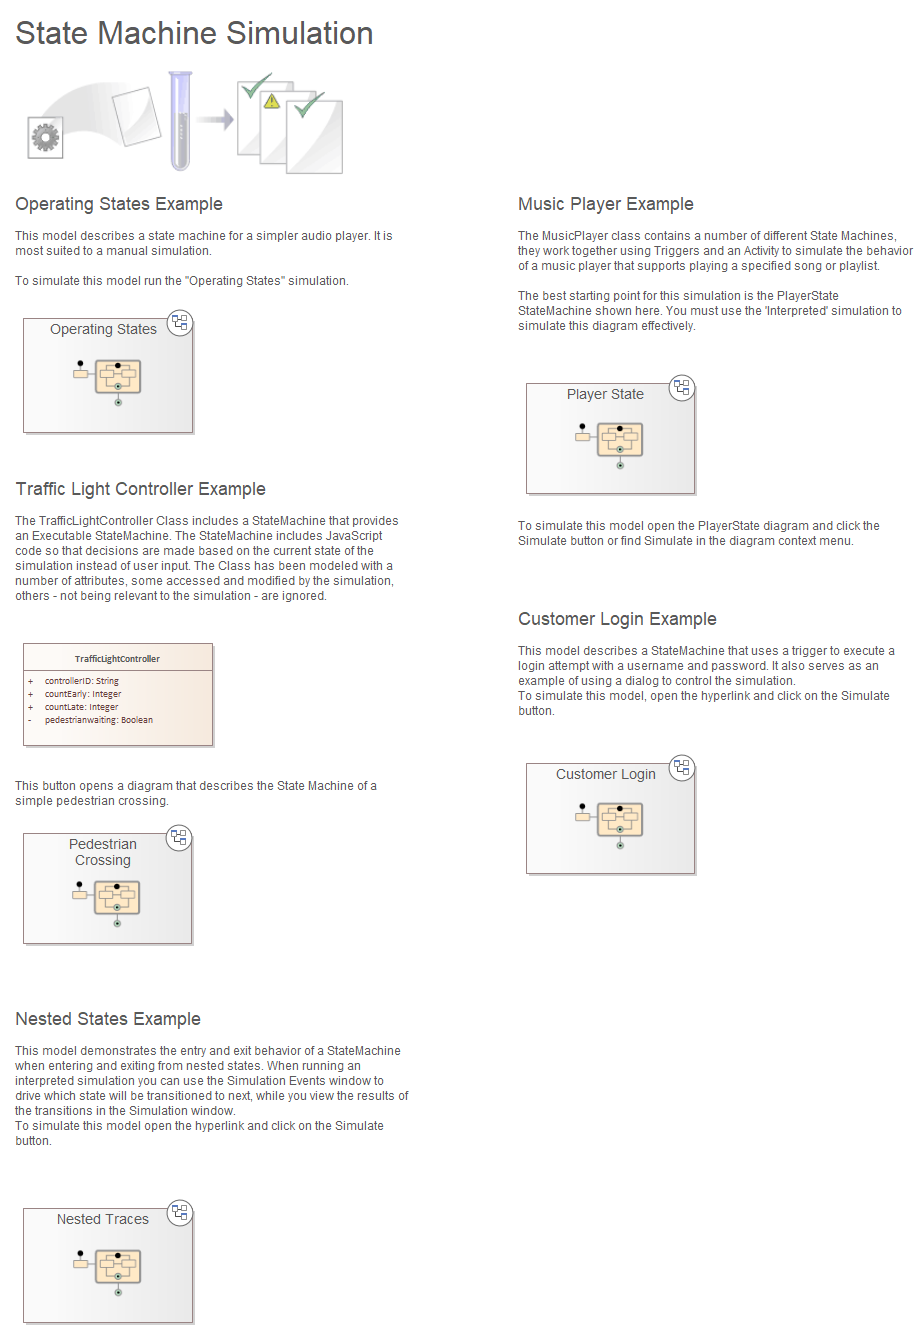 State Machine Simulation
Operating States Example
This model describes a state machine for a simpler audio player. It is
most suited to a manual simulation.
To simulate this model run the "Operating States" simulation.
Operating States
Traffic Light Controller Example
The TrafficLightController Class includes a StateMachine that provides
an Executable StateMachine. The StateMachine includes JavaScript
code so that decisions are made based on the current state of the
simulation instead of user input. The Class has been modeled with a
number of attributes, some accessed and modified by the simulation,
others - not being relevant to the simulation - are ignored.
TrafficLightController
+ controllerID: String
+ countEarly: Integer
+ countLate: Integer
- pedestrianwaiting: Boolean
This button opens a diagram that describes the State Machine of a
simple pedestrian crossing.
Pedestrian
Crossing
Nested States Example
This model demonstrates the entry and exit behavior of a StateMachine
when entering and exiting from nested states. When running an
interpreted simulation you can use the Simulation Events window to
drive which state will be transitioned to next, while you view the results of
the transitions in the Simulation window.
To simulate this model open the hyperlink and click on the Simulate
button.
Nested Traces
Music Player Example
The MusicPlayer class contains a number of different State Machines,
they work together using Triggers and an Activity to simulate the behavior
of a music player that supports playing a specified song or playlist.
The best starting point for this simulation is the PlayerState
StateMachine shown here. You must use the 'Interpreted' simulation to
simulate this diagram effectively.
Player State
To simulate this model open the PlayerState diagram and click the
Simulate button or find Simulate in the diagram context menu.
Customer Login Example
This model describes a StateMachine that uses a trigger to execute a
login attempt with a username and password. It also serves as an
example of using a dialog to control the simulation.
To simulate this model, open the hyperlink and click on the Simulate
button.
Customer Login